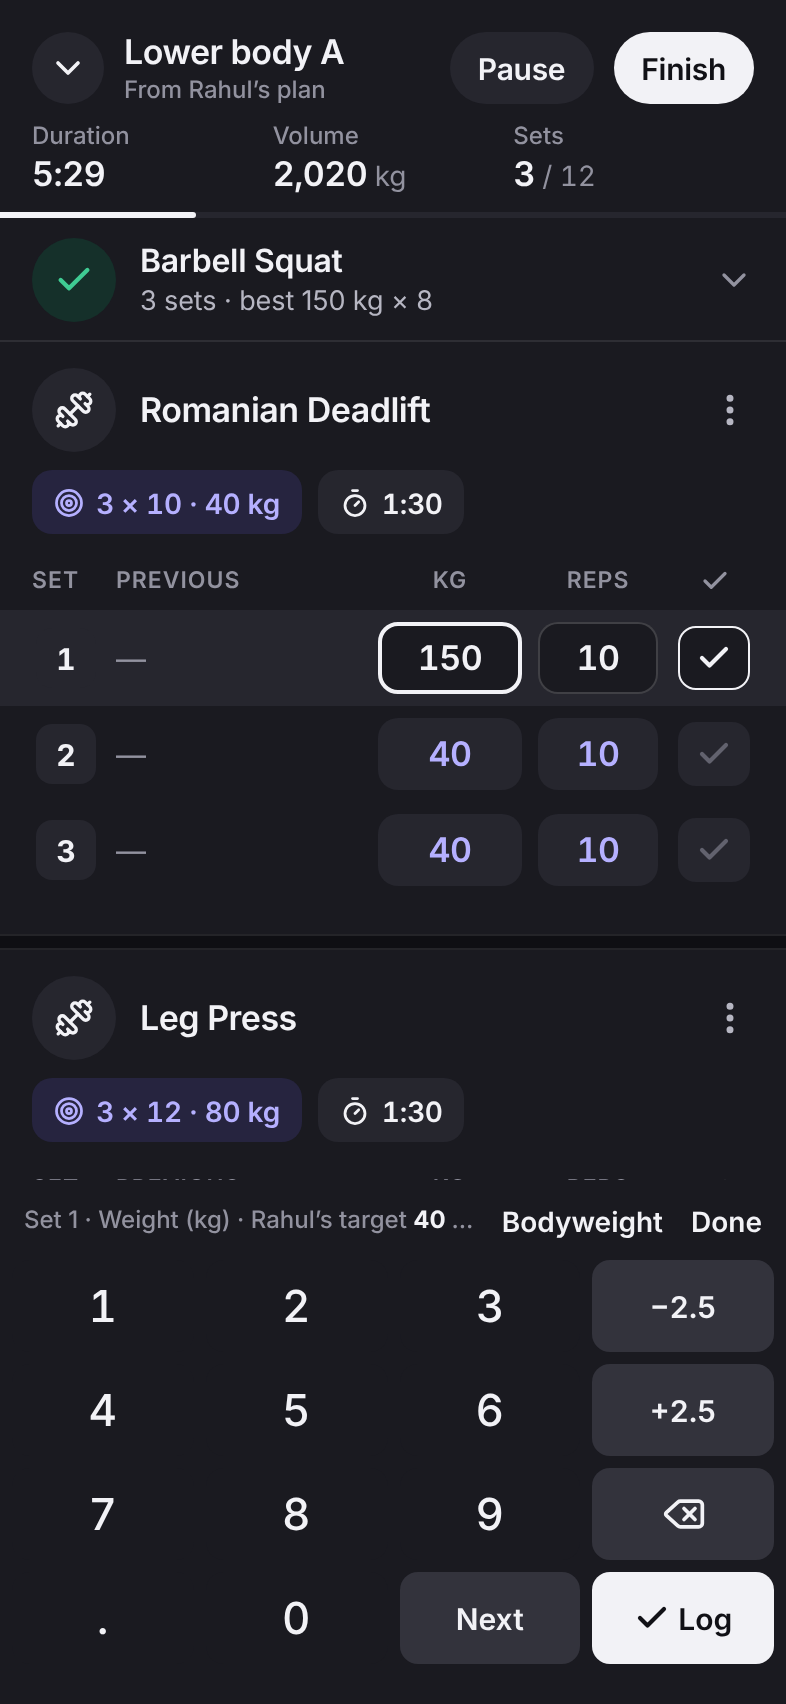 Lower body A
From Rahul’s plan
Pause
Finish
Duration
5:29
Volume
2,020 kg
Sets
3 / 12
Barbell Squat
3 sets · best 150 kg × 8
Romanian Deadlift
3 × 10 · 40 kg
1:30
SET PREVIOUS KG REPS
1 — 150 10
2 — 40 10
3 — 40 10
Leg Press
3 × 12 · 80 kg
1:30
Set 1 · Weight (kg) · Rahul’s target 40 ... Bodyweight Done
1 2 3 −2.5
4 5 6 +2.5
7 8 9
. 0 Next Log